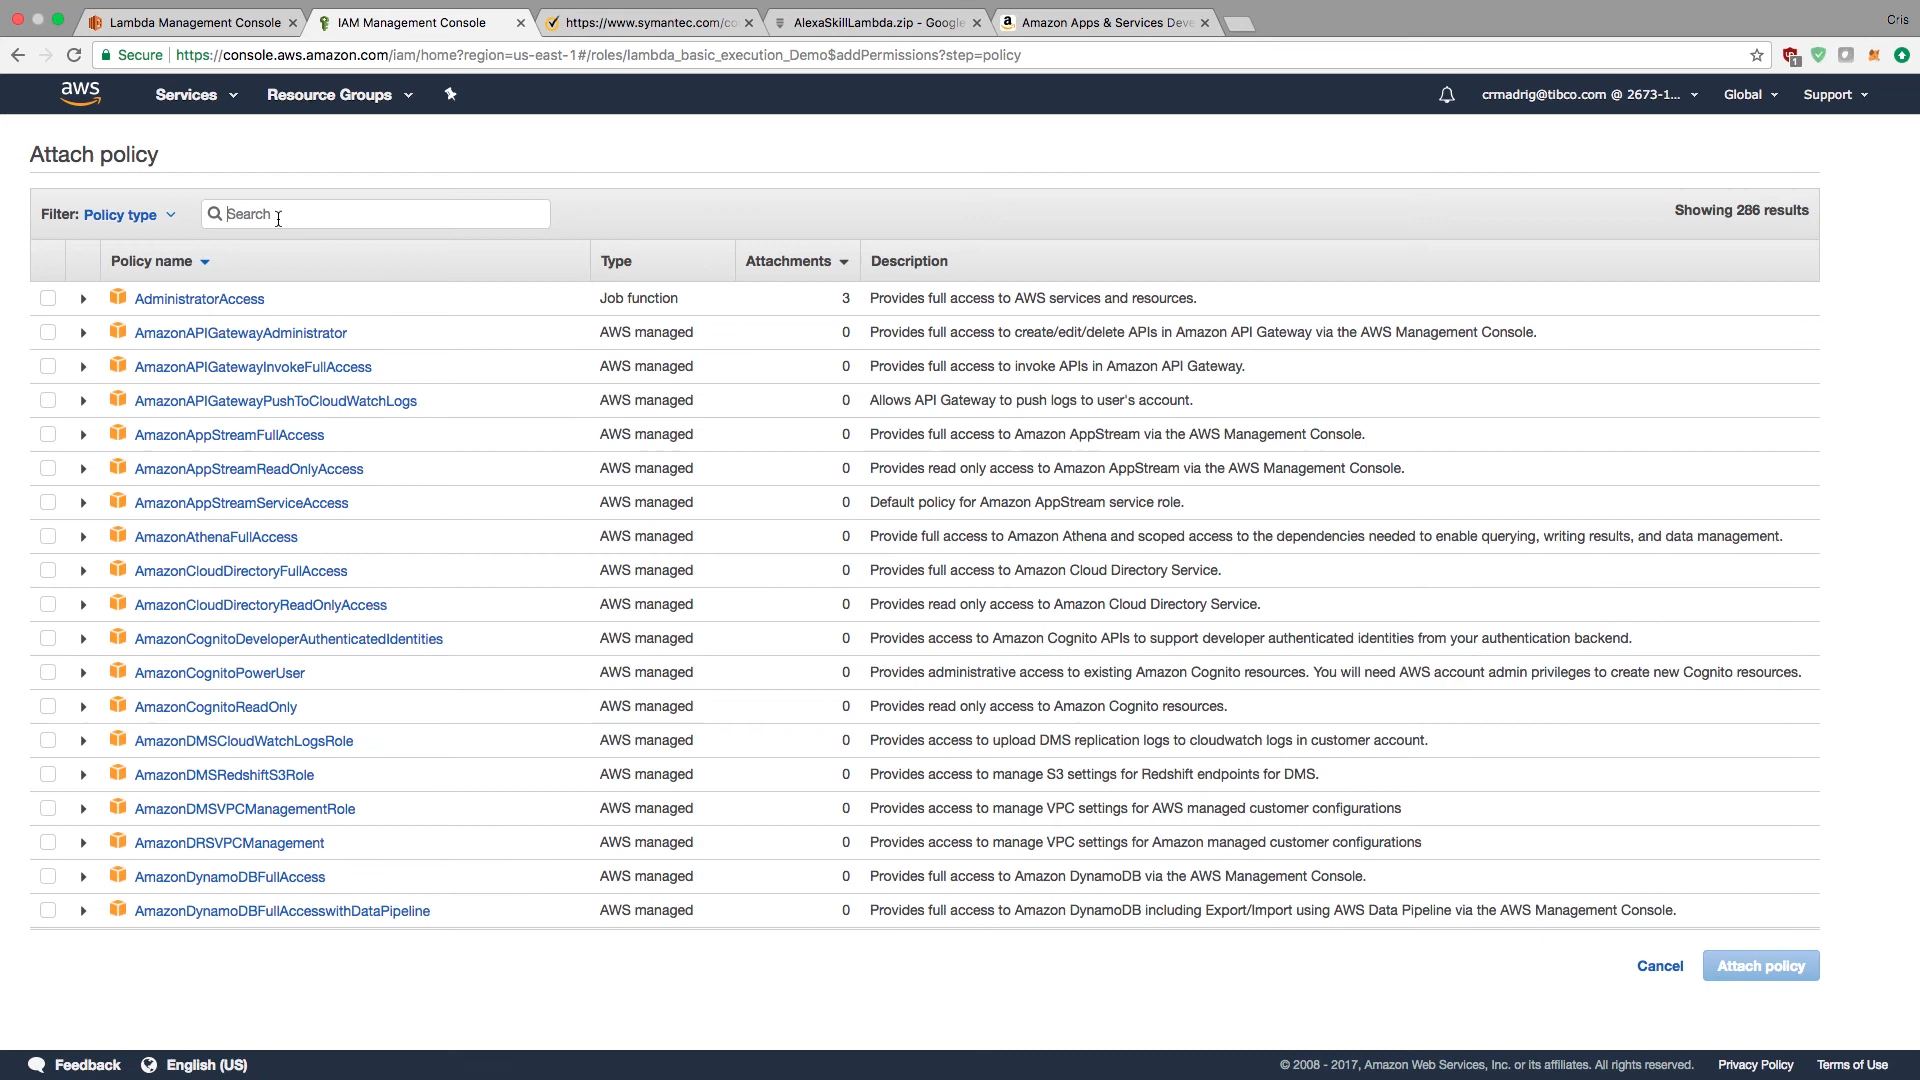 Lambda Management Console
IAM Management Console
https://www.symantec.com/co
AlexaSkillLambda.zip - Google
Amazon Apps & Services Deve
Cris
Secure
https://console.aws.amazon.com/iam/home?region=us-east-1#/roles/lambda_basic_execution_Demo$addPermissions?step=policy
1
aws
Services
Resource Groups
crmadrig@tibco.com @ 2673-1...
Global
Support
Attach policy
Filter: Policy type
Search
Showing 286 results
Policy name Type Attachments Description
AdministratorAccess Job function 3 Provides full access to AWS services and resources.
AmazonAPIGatewayAdministrator AWS managed 0 Provides full access to create/edit/delete APIs in Amazon API Gateway via the AWS Management Console.
AmazonAPIGatewayInvokeFullAccess AWS managed 0 Provides full access to invoke APIs in Amazon API Gateway.
AmazonAPIGatewayPushToCloudWatchLogs AWS managed 0 Allows API Gateway to push logs to user's account.
AmazonAppStreamFullAccess AWS managed 0 Provides full access to Amazon AppStream via the AWS Management Console.
AmazonAppStreamReadOnlyAccess AWS managed 0 Provides read only access to Amazon AppStream via the AWS Management Console.
AmazonAppStreamServiceAccess AWS managed 0 Default policy for Amazon AppStream service role.
AmazonAthenaFullAccess AWS managed 0 Provide full access to Amazon Athena and scoped access to the dependencies needed to enable querying, writing results, and data management.
AmazonCloudDirectoryFullAccess AWS managed 0 Provides full access to Amazon Cloud Directory Service.
AmazonCloudDirectoryReadOnlyAccess AWS managed 0 Provides read only access to Amazon Cloud Directory Service.
AmazonCognitoDeveloperAuthenticatedIdentities AWS managed 0 Provides access to Amazon Cognito APIs to support developer authenticated identities from your authentication backend.
AmazonCognitoPowerUser AWS managed 0 Provides administrative access to existing Amazon Cognito resources. You will need AWS account admin privileges to create new Cognito resources.
AmazonCognitoReadOnly AWS managed 0 Provides read only access to Amazon Cognito resources.
AmazonDMSCloudWatchLogsRole AWS managed 0 Provides access to upload DMS replication logs to cloudwatch logs in customer account.
AmazonDMSRedshiftS3Role AWS managed 0 Provides access to manage S3 settings for Redshift endpoints for DMS.
AmazonDMSVPCManagementRole AWS managed 0 Provides access to manage VPC settings for AWS managed customer configurations
AmazonDRSVPCManagement AWS managed 0 Provides access to manage VPC settings for Amazon managed customer configurations
AmazonDynamoDBFullAccess AWS managed 0 Provides full access to Amazon DynamoDB via the AWS Management Console.
AmazonDynamoDBFullAccesswithDataPipeline AWS managed 0 Provides full access to Amazon DynamoDB including Export/Import using AWS Data Pipeline via the AWS Management Console.
Cancel
Attach policy
Feedback
English (US)
© 2008 - 2017, Amazon Web Services, Inc. or its affiliates. All rights reserved.
Privacy Policy
Terms of Use